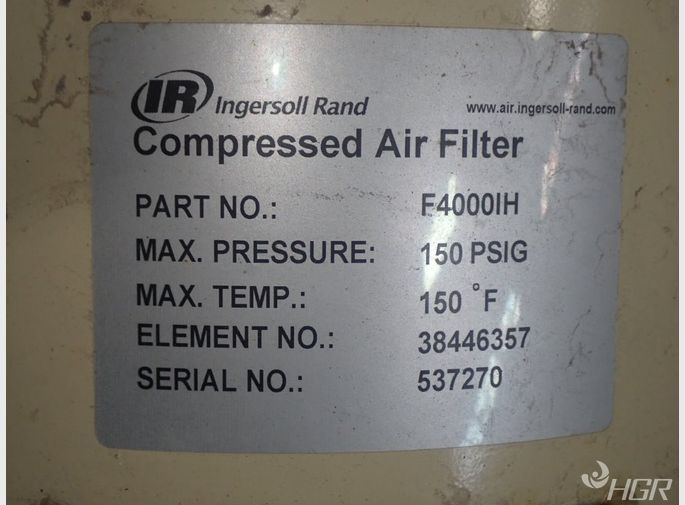 IR Ingersoll Rand
www.air.ingersoll-rand.com
Compressed Air Filter
PART NO.: F4000IH
MAX. PRESSURE: 150 PSIG
MAX. TEMP.: 150 °F
ELEMENT NO.: 38446357
SERIAL NO.: 537270
HGR